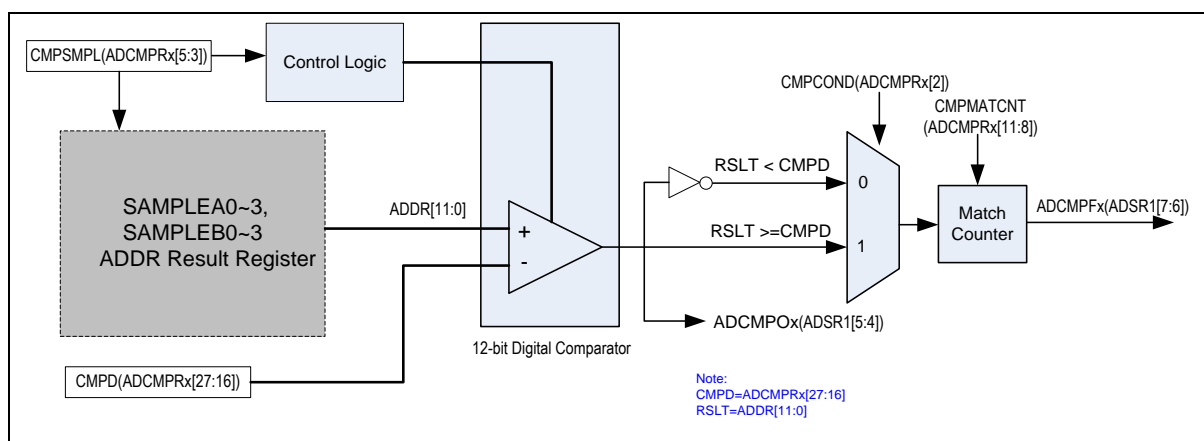 CMPSMPL(ADCMPRx[5:3])
Control Logic
CMPCOND(ADCMPRx[2])
CMPMATCNT
(ADCMPRx[11:8])
SAMPLEA0~3,
SAMPLEB0~3
ADDR Result Register
ADDR[11:0]
+
-
RSLT < CMPD
0
RSLT >=CMPD
1
Match
Counter
ADCMPFx(ADSR1[7:6])
ADCMPOx(ADSR1[5:4])
12-bit Digital Comparator
CMPD(ADCMPRx[27:16])
Note:
CMPD=ADCMPRx[27:16]
RSLT=ADDR[11:0]